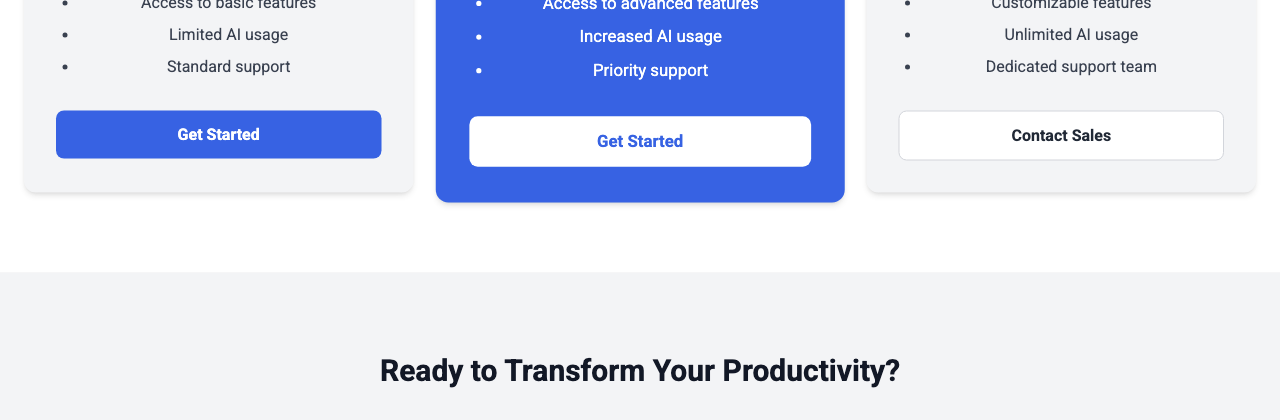 Access to basic features
Limited AI usage
Standard support
Get Started
Access to advanced features
Increased AI usage
Priority support
Get Started
Customizable features
Unlimited AI usage
Dedicated support team
Contact Sales
Ready to Transform Your Productivity?